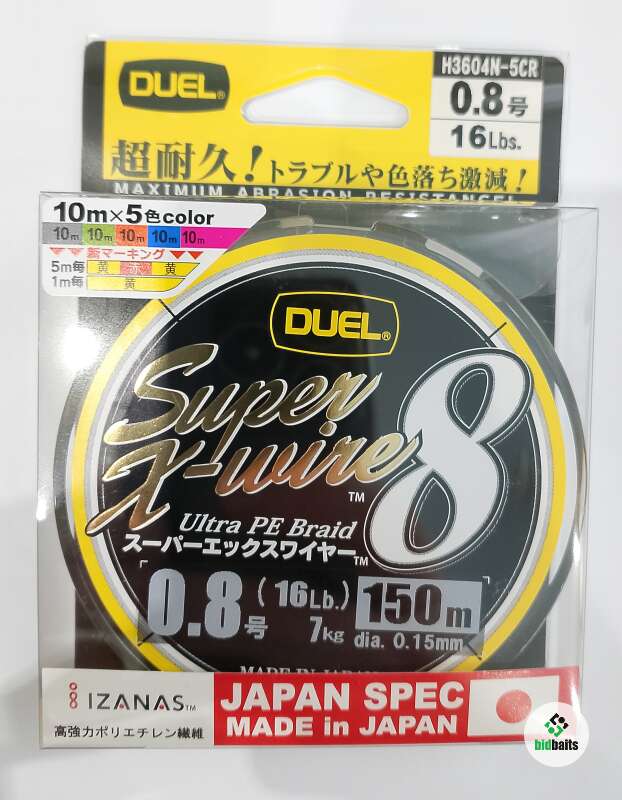 DUEL®
H3604N-5CR
0.8号
16Lbs.
超耐久！トラブルや色落ち激減！
MAXIMUM ABRASION RESISTANCE!
10m×5色color
10m 10m 10m 10m 10m
新マーキング
5m毎 黄 赤 黄
1m毎 黄
DUEL®
Super
X-wire 8
TM
Ultra PE Braid
スーパーエックスワイヤー TM
0.8号 (16Lb.) 150m
7kg dia. 0.15mm
MADE IN JAPAN
IZANAS TM
高強力ポリエチレン繊維
JAPAN SPEC
MADE in JAPAN
bidbaits